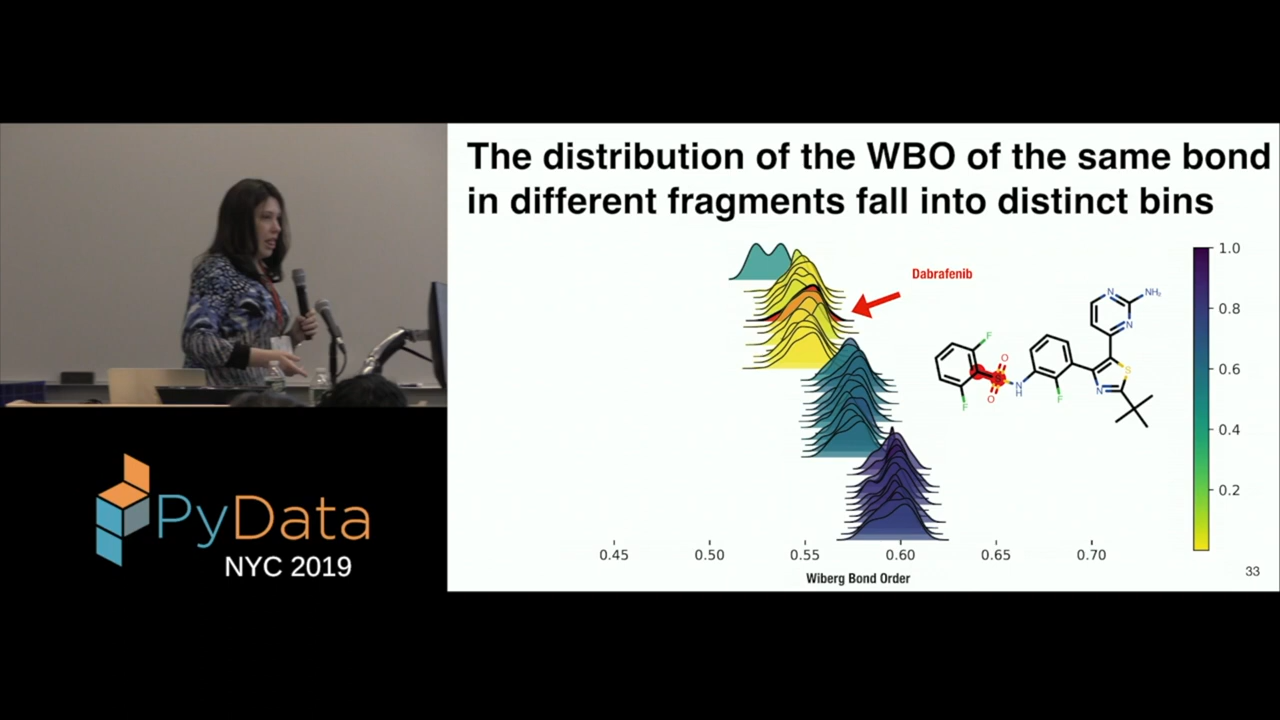 The distribution of the WBO of the same bond
in different fragments fall into distinct bins
Dabrafenib
F
F
O
S
O
N
H
F
N
N
NH₂
S
N
1.0
0.8
0.6
0.4
0.2
0.45 0.50 0.55 0.60 0.65 0.70
Wiberg Bond Order
33
PyData
NYC 2019